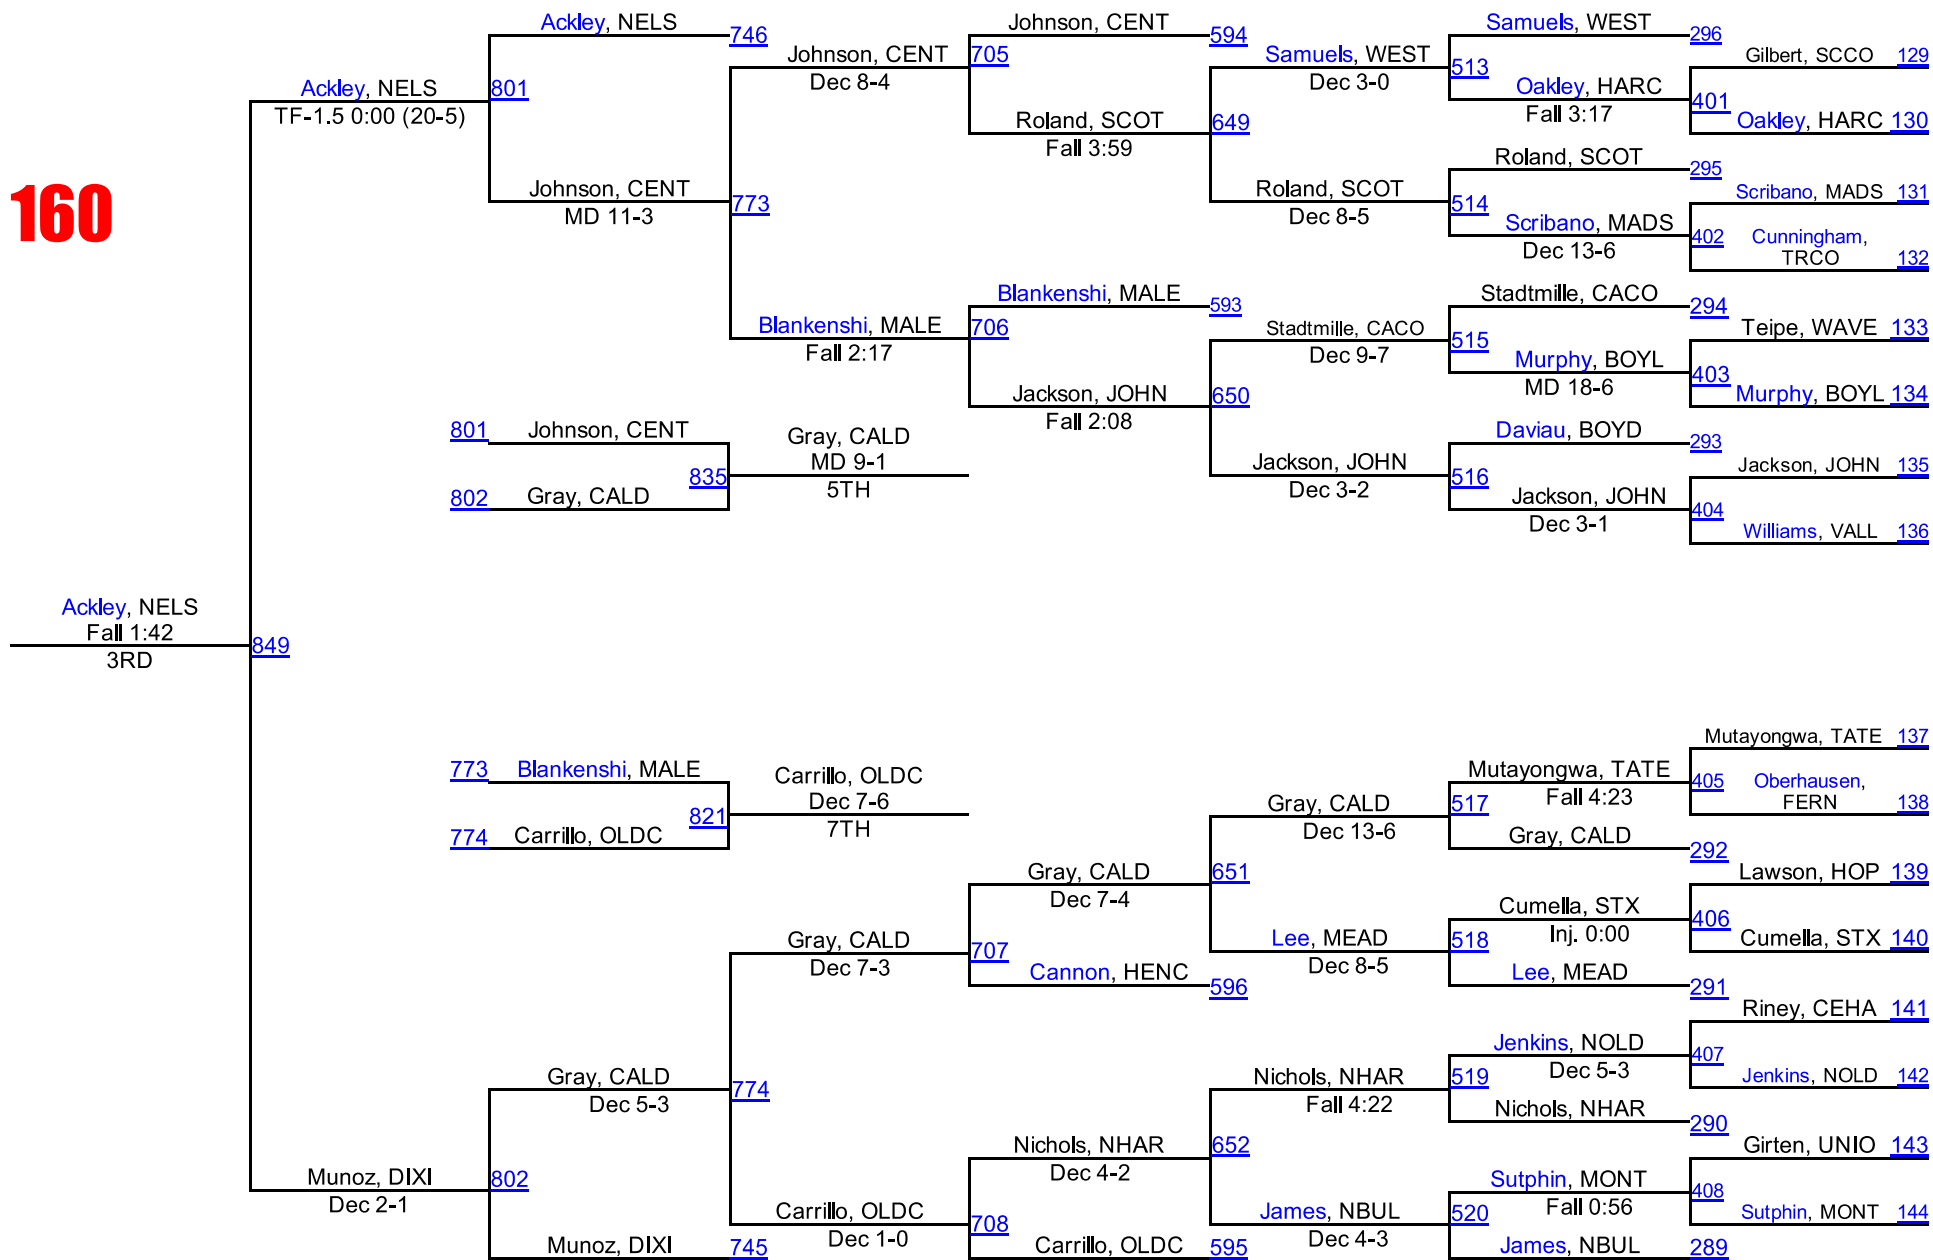 160
Ackley, NELS
Fall 1:42
3RD
849
Ackley, NELS
TF-1.5 0:00 (20-5)
801
Munoz, DIXI
Dec 2-1
802
Ackley, NELS
746
Johnson, CENT
MD 11-3
773
801
Johnson, CENT
802
Gray, CALD
835
Gray, CALD
MD 9-1
5TH
773
Blankenshi, MALE
774
Carrillo, OLDC
821
Carrillo, OLDC
Dec 7-6
7TH
Gray, CALD
Dec 5-3
774
Munoz, DIXI
745
Johnson, CENT
Dec 8-4
705
Blankenshi, MALE
Fall 2:17
706
Gray, CALD
Dec 7-3
707
Carrillo, OLDC
Dec 1-0
708
Johnson, CENT
594
Roland, SCOT
Fall 3:59
649
Blankenshi, MALE
593
Jackson, JOHN
Fall 2:08
650
Gray, CALD
Dec 7-4
651
Cannon, HENC
596
Nichols, NHAR
Dec 4-2
652
Carrillo, OLDC
595
Samuels, WEST
Dec 3-0
513
Roland, SCOT
Dec 8-5
514
Stadtmille, CACO
Dec 9-7
515
Jackson, JOHN
Dec 3-2
516
Gray, CALD
Dec 13-6
517
Lee, MEAD
Dec 8-5
518
Nichols, NHAR
Fall 4:22
519
James, NBUL
Dec 4-3
520
Samuels, WEST
296
Oakley, HARC
Fall 3:17
401
Roland, SCOT
295
Scribano, MADS
Dec 13-6
402
Stadtmille, CACO
294
Murphy, BOYL
MD 18-6
403
Daviau, BOYD
293
Jackson, JOHN
Dec 3-1
404
Mutayongwa, TATE
Fall 4:23
405
Gray, CALD
292
Cumella, STX
Inj. 0:00
406
Lee, MEAD
291
Jenkins, NOLD
Dec 5-3
407
Nichols, NHAR
290
Sutphin, MONT
Fall 0:56
408
James, NBUL
289
Gilbert, SCCO 129
Oakley, HARC 130
Scribano, MADS 131
Cunningham,
TRCO 132
Teipe, WAVE 133
Murphy, BOYL 134
Jackson, JOHN 135
Williams, VALL 136
Mutayongwa, TATE 137
Oberhausen,
FERN 138
Lawson, HOP 139
Cumella, STX 140
Riney, CEHA 141
Jenkins, NOLD 142
Girten, UNIO 143
Sutphin, MONT 144